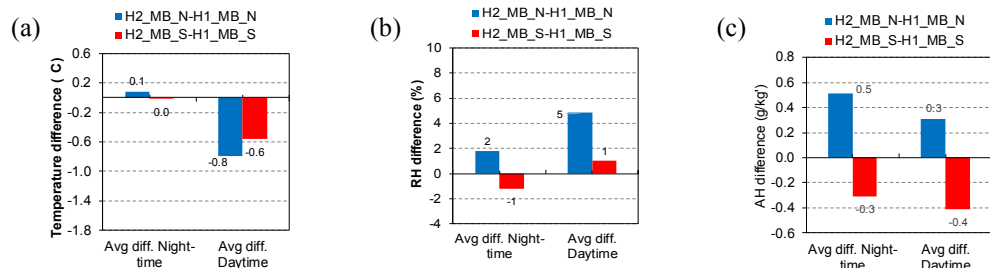 (a)
H2_MB_N-H1_MB_N
H2_MB_S-H1_MB_S
Temperature difference ( C)
0.6
0.2
-0.2
-0.6
-1.0
-1.4
-1.8
0.1
0.0
-0.8
-0.6
Avg diff. Night-
time
Avg diff.
Daytime
(b)
H2_MB_N-H1_MB_N
H2_MB_S-H1_MB_S
RH difference (%)
10
8
6
4
2
0
-2
-4
2
-1
5
1
Avg diff. Night-
time
Avg diff.
Daytime
(c)
H2_MB_N-H1_MB_N
H2_MB_S-H1_MB_S
AH difference (g/kg')
0.8
0.6
0.4
0.2
0.0
-0.2
-0.4
-0.6
0.5
-0.3
0.3
-0.4
Avg diff. Night-
time
Avg diff.
Daytime